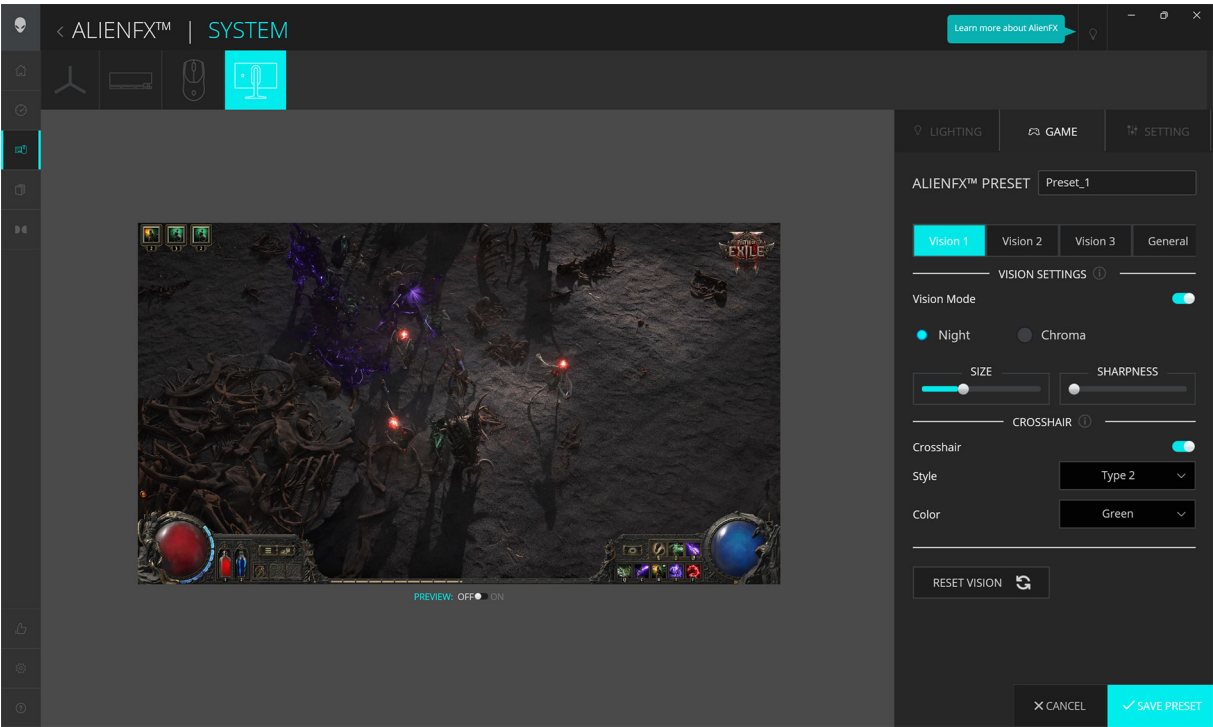 ALIENFX™ | SYSTEM
Learn more about AlienFX
LIGHTING
GAME
SETTING
ALIENFX™ PRESET
Preset_1
Vision 1
Vision 2
Vision 3
General
VISION SETTINGS
Vision Mode
Night
Chroma
SIZE
SHARPNESS
CROSSHAIR
Crosshair
Style
Type 2
Color
Green
RESET VISION
PATH OF
EXILE
PREVIEW: OFF ON
CANCEL
SAVE PRESET